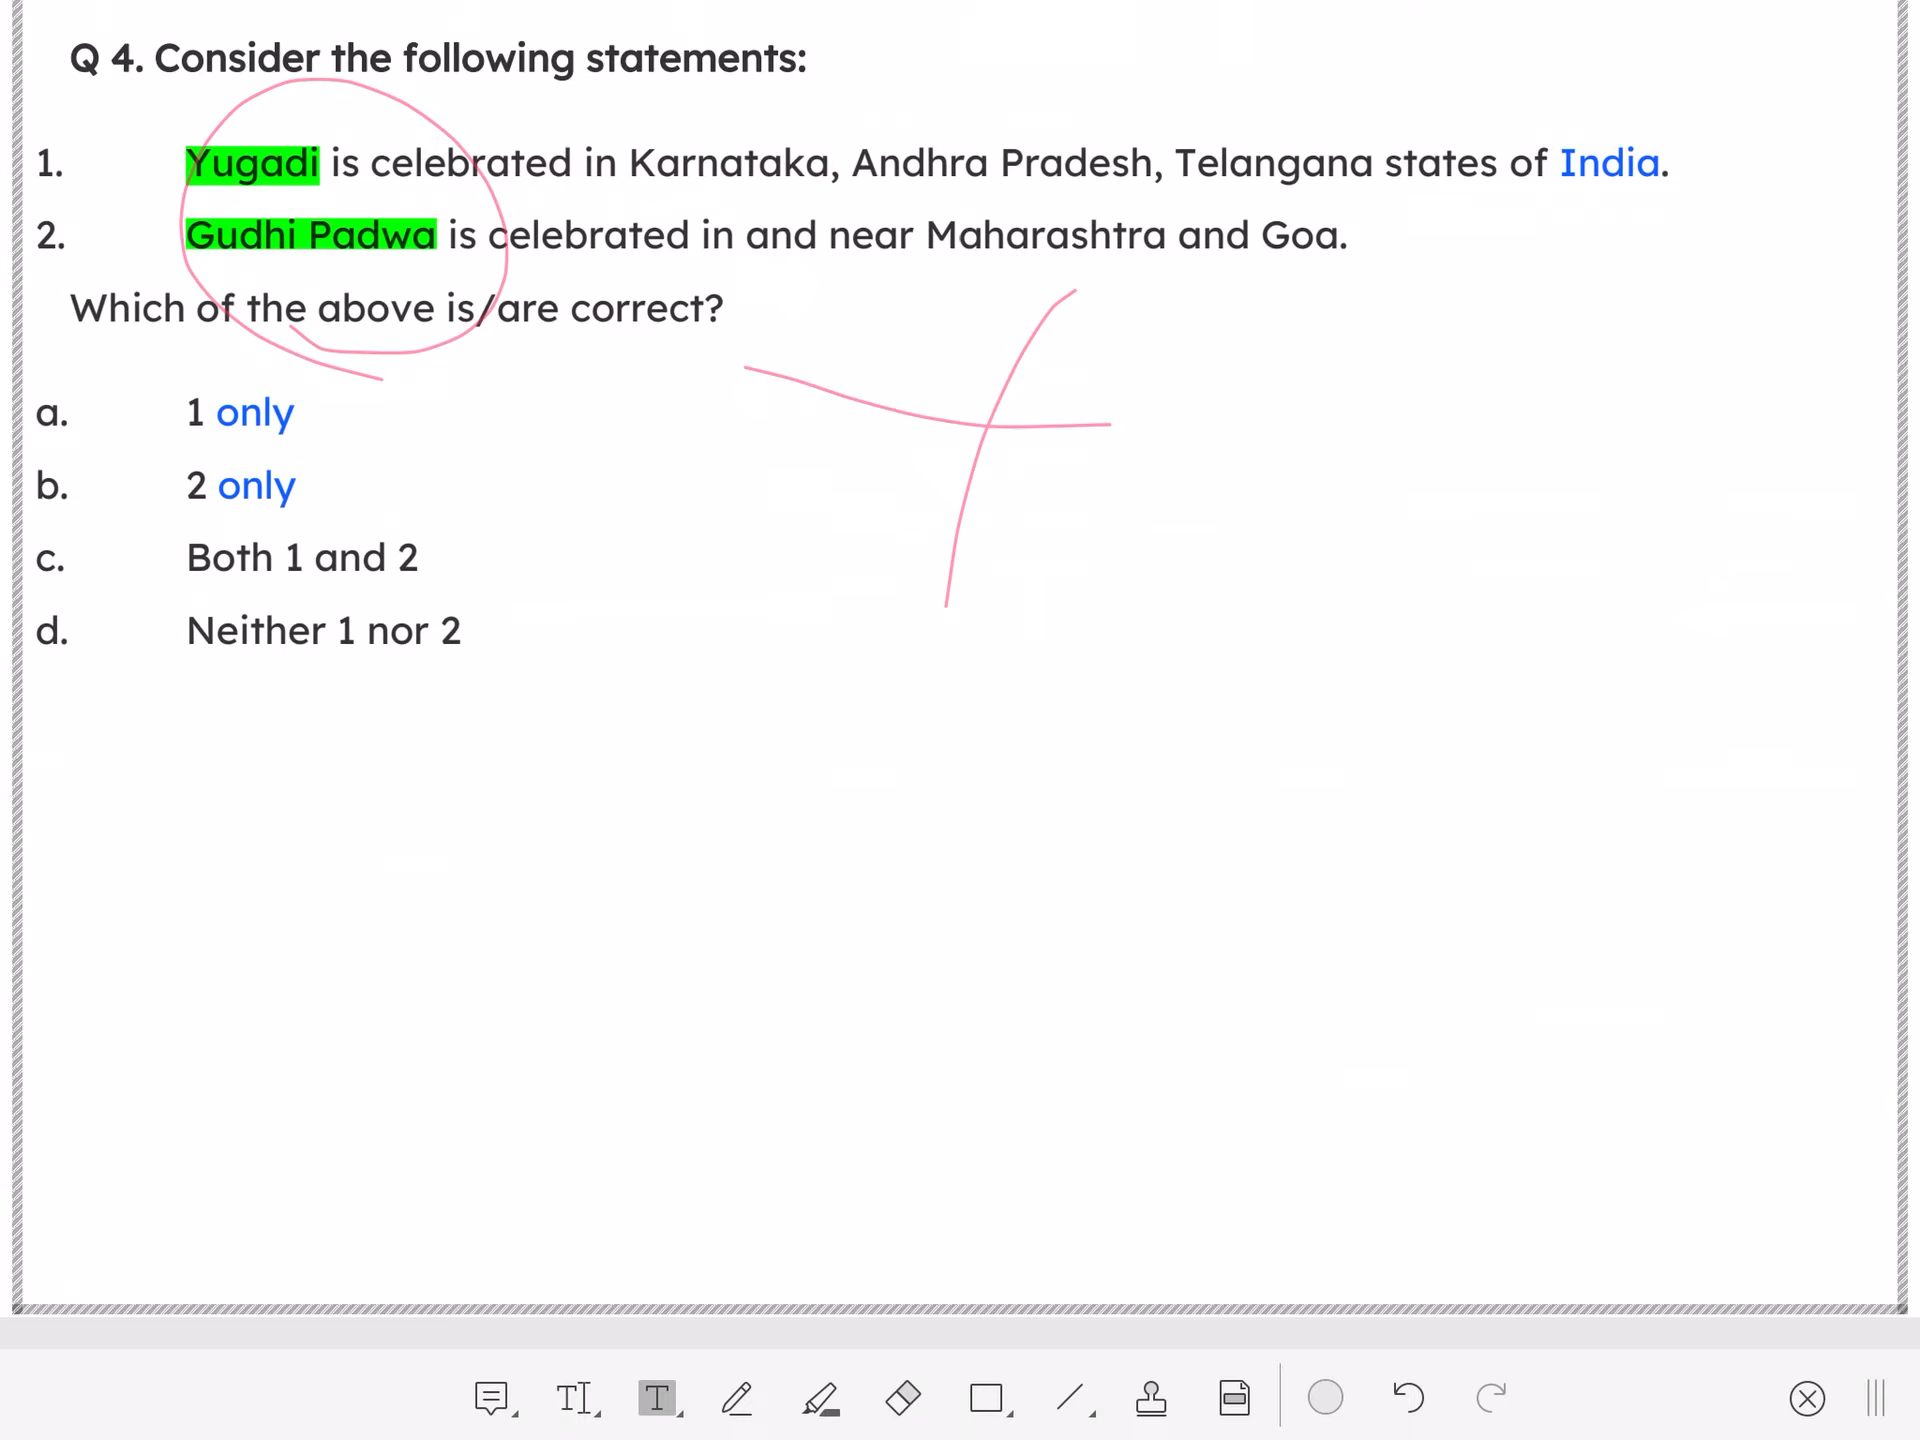 Q 4. Consider the following statements:
1. Yugadi is celebrated in Karnataka, Andhra Pradesh, Telangana states of India.
2. Gudhi Padwa is celebrated in and near Maharashtra and Goa.
Which of the above is/are correct?
a. 1 only
b. 2 only
c. Both 1 and 2
d. Neither 1 nor 2